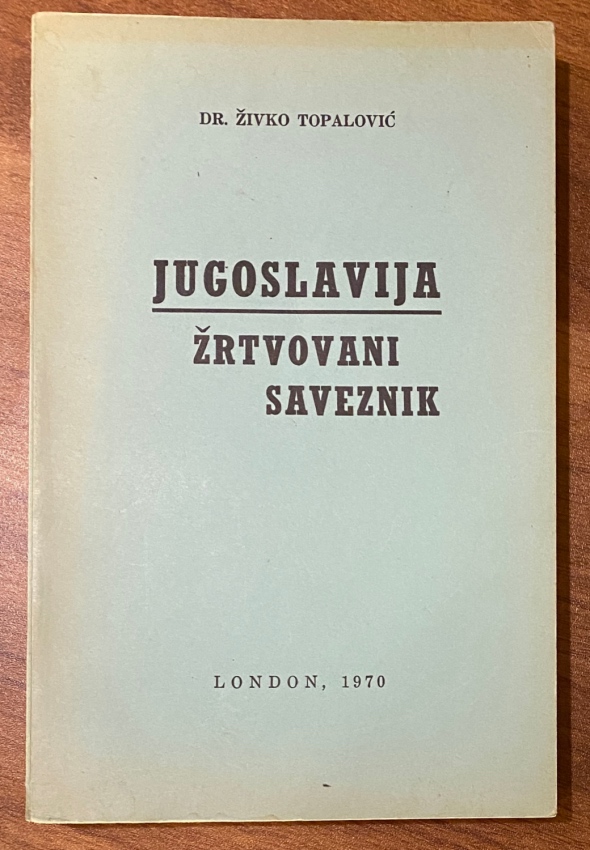 DR. ŽIVKO TOPALOVIĆ
JUGOSLAVIJA
ŽRTVOVANI
SAVEZNIK
LONDON, 1970